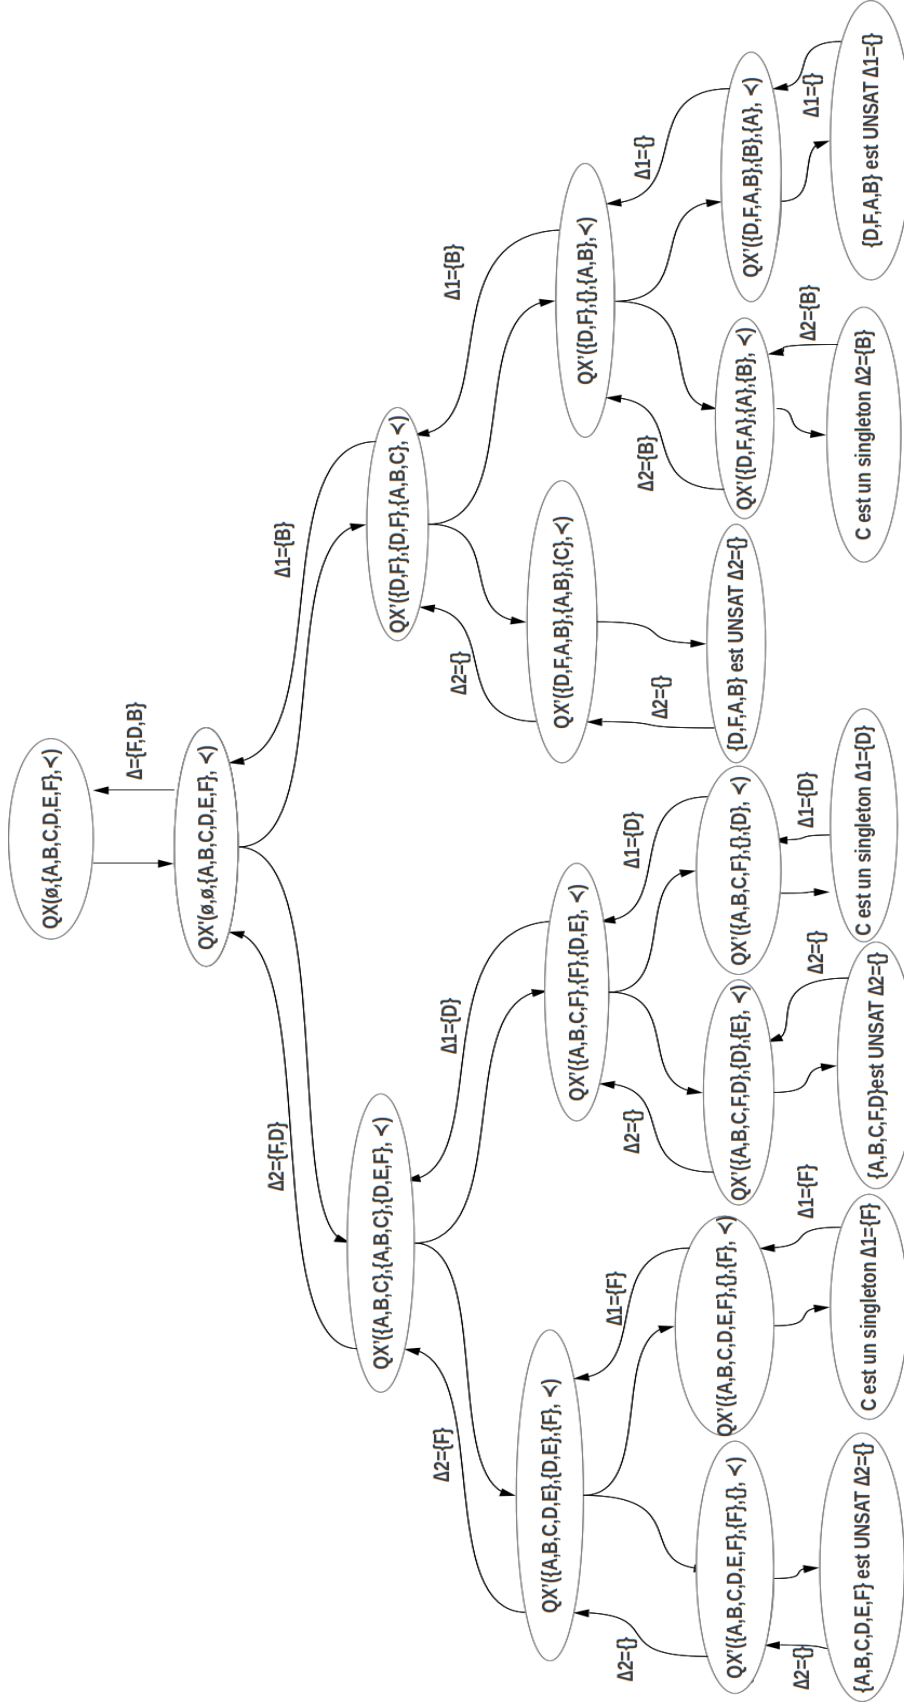 QX(ø,{A,B,C,D,E,F},≺)
Δ={F,D,B}
QX'(ø,ø,{A,B,C,D,E,F}, ≺)
Δ2={F,D}
Δ1={B}
QX'({A,B,C},{A,B,C},{D,E,F}, ≺)
QX'({D,F},{D,F},{A,B,C}, ≺)
Δ2={F}
Δ1={D}
Δ2={}
Δ1={B}
QX'({A,B,C,D,E},{D,E},{F}, ≺)
QX'({A,B,C,F},{F},{D,E}, ≺)
QX'({D,F,A,B},{A,B},{C},≺)
QX'({D,F},{},{A,B},≺)
Δ2={}
Δ1={F}
Δ2={}
Δ1={D}
Δ2={}
Δ2={B}
Δ1={}
QX'({A,B,C,D,E,F},{F},{}, ≺)
QX'({A,B,C,D,E,F},{},{F}, ≺)
QX'({A,B,C,F,D},{D},{E}, ≺)
QX'({A,B,C,F},{},{D}, ≺)
{D,F,A,B} est UNSAT Δ2={}
QX'({D,F,A},{A},{B}, ≺)
QX'({D,F,A,B},{B},{A}, ≺)
Δ2={}
Δ1={F}
Δ2={}
Δ1={D}
Δ2={B}
Δ1={}
{A,B,C,D,E,F} est UNSAT Δ2={}
C est un singleton Δ1={F}
{A,B,C,F,D}est UNSAT Δ2={}
C est un singleton Δ1={D}
C est un singleton Δ2={B}
{D,F,A,B} est UNSAT Δ1={}